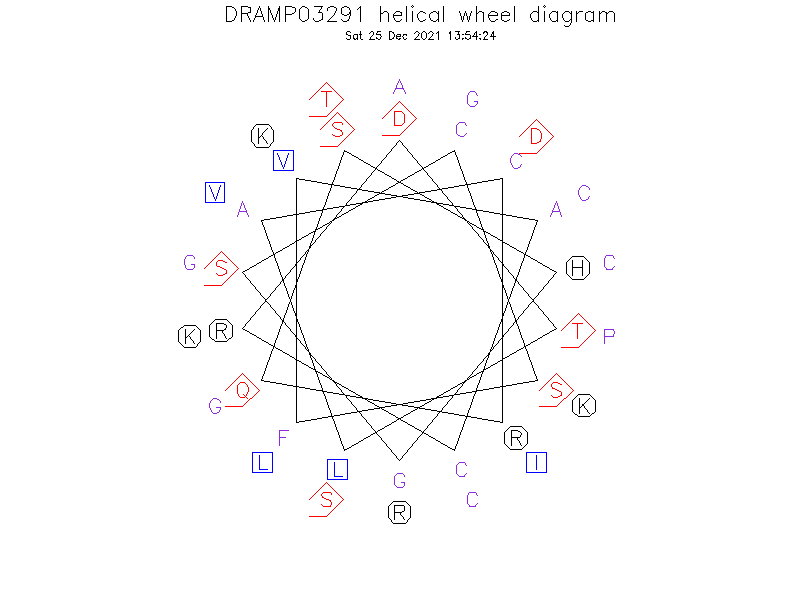 DRAMP03291 helical wheel diagram
Sat 25 Dec 2021 13:54:24
A
T G
D
S C D
K
V C
V C
A A
G S H C
K R T P
Q S
G K
F R
L L C I
G
S C
R